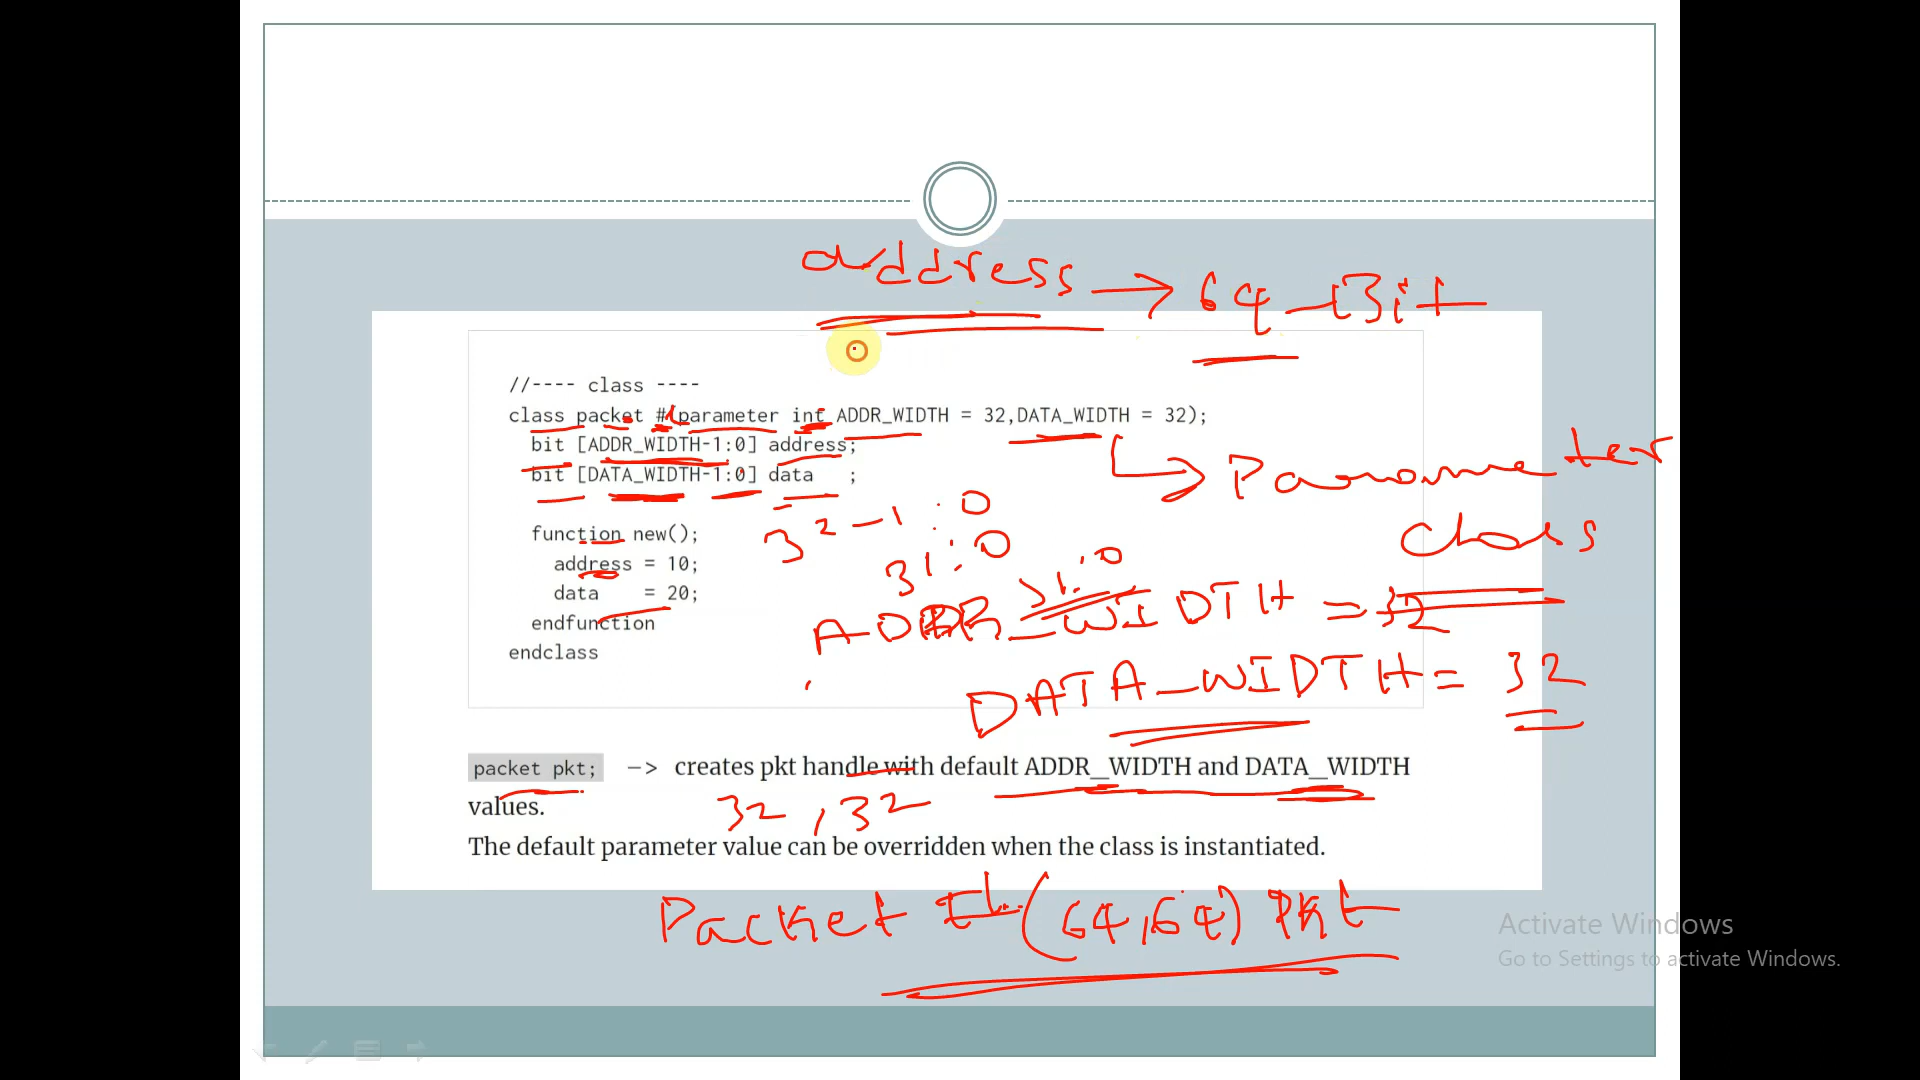 address → 64-Bit
//---- class ----
class packet #(parameter int ADDR_WIDTH = 32,DATA_WIDTH = 32);
bit [ADDR_WIDTH-1:0] address;
bit [DATA_WIDTH-1:0] data ;
Parameter
class
32-1:0
31:0
31:0
function new();
address = 10;
data = 20;
endfunction
endclass
ADDR_WIDTH = 32
DATA_WIDTH = 32
packet pkt; –> creates pkt handle with default ADDR_WIDTH and DATA_WIDTH
values.
32, 32
The default parameter value can be overridden when the class is instantiated.
Packet #(64,64) Pkt
Activate Windows
Go to Settings to activate Windows.